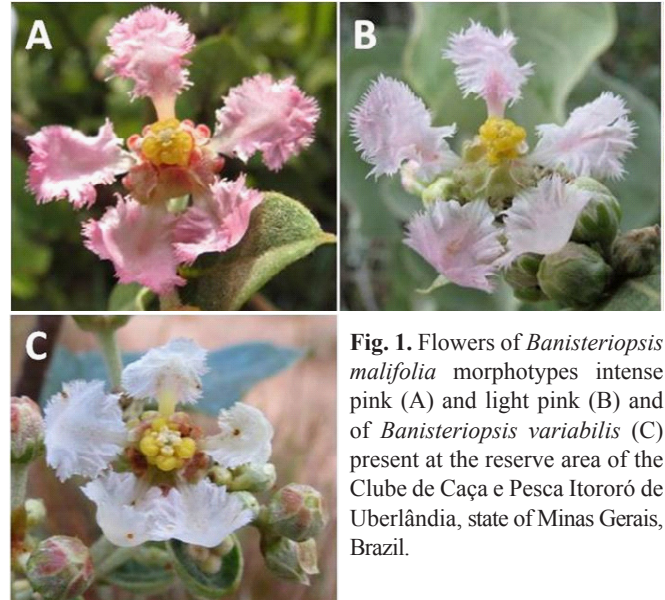 A
B
C
Fig. 1. Flowers of Banisteriopsis
malifolia morphotypes intense
pink (A) and light pink (B) and
of Banisteriopsis variabilis (C)
present at the reserve area of the
Clube de Caça e Pesca Itororó de
Uberlândia, state of Minas Gerais,
Brazil.